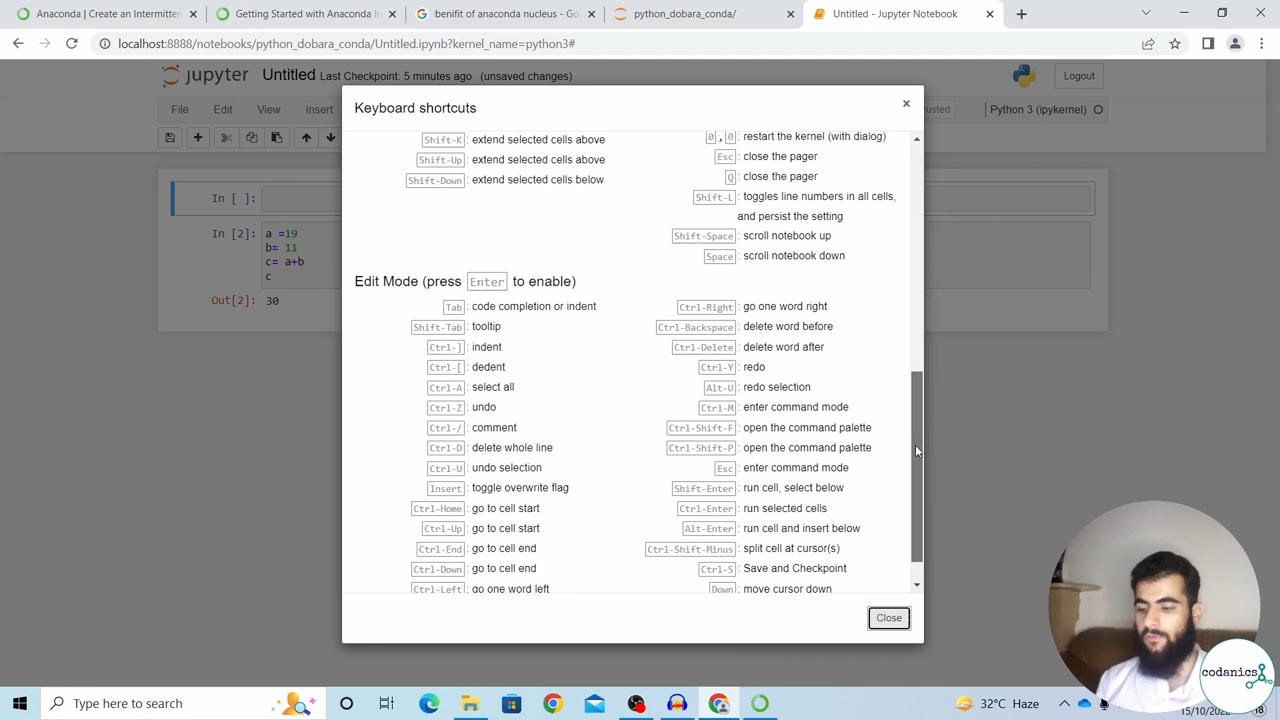 Anaconda | Create an Intermitten
Getting Started with Anaconda In
benifit of anaconda nucleus - Go
python_dobara_conda/
Untitled - Jupyter Notebook
localhost:8888/notebooks/python_dobara_conda/Untitled.ipynb?kernel_name=python3#
jupyter Untitled Last Checkpoint: 5 minutes ago (unsaved changes)
Logout
File Edit View Insert
rusted
Python 3 (ipykernel)
Keyboard shortcuts
Shift-K : extend selected cells above
Shift-Up : extend selected cells above
Shift-Down : extend selected cells below
0 , 0 : restart the kernel (with dialog)
Esc : close the pager
Q : close the pager
Shift-L : toggles line numbers in all cells,
and persist the setting
Shift-Space : scroll notebook up
Space : scroll notebook down
In [ ]:
In [2]: a =19
b= 11
c= a+b
c
Out[2]: 30
Edit Mode (press Enter to enable)
Tab : code completion or indent
Shift-Tab : tooltip
Ctrl-] : indent
Ctrl-[ : dedent
Ctrl-A : select all
Ctrl-Z : undo
Ctrl-/ : comment
Ctrl-D : delete whole line
Ctrl-U : undo selection
Insert : toggle overwrite flag
Ctrl-Home : go to cell start
Ctrl-Up : go to cell start
Ctrl-End : go to cell end
Ctrl-Down : go to cell end
Ctrl-Left : go one word left
Ctrl-Right : go one word right
Ctrl-Backspace : delete word before
Ctrl-Delete : delete word after
Ctrl-Y : redo
Alt-U : redo selection
Ctrl-M : enter command mode
Ctrl-Shift-F : open the command palette
Ctrl-Shift-P : open the command palette
Esc : enter command mode
Shift-Enter : run cell, select below
Ctrl-Enter : run selected cells
Alt-Enter : run cell and insert below
Ctrl-Shift-Minus : split cell at cursor(s)
Ctrl-S : Save and Checkpoint
Down : move cursor down
Close
codanics
Type here to search
32°C Haze
15/10/202
18